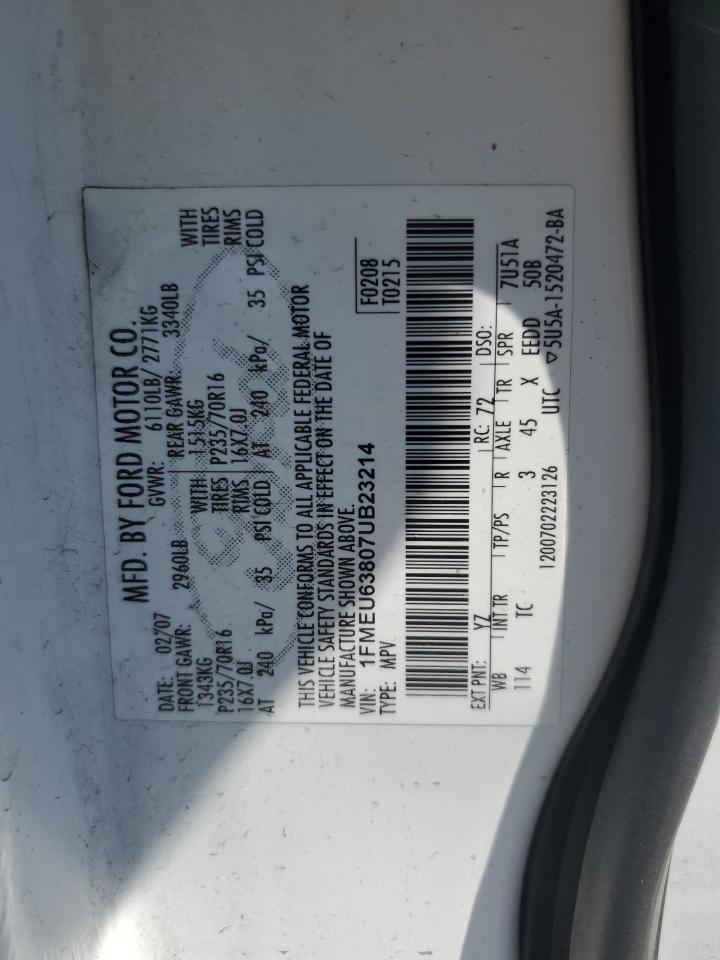 MFD. BY FORD MOTOR CO.
DATE: 02/07 GVWR: 6110LB/ 2771KG
FRONT GAWR: 2960LB REAR GAWR: 3340LB
1343KG WITH 1515KG WITH
P235/70R16 TIRES P235/70R16 TIRES
16X7.0J RIMS 16X7.0J RIMS
AT 240 kPa/ 35 PSI COLD AT 240 kPa/ 35 PSI COLD
THIS VEHICLE CONFORMS TO ALL APPLICABLE FEDERAL MOTOR
VEHICLE SAFETY STANDARDS IN EFFECT ON THE DATE OF
MANUFACTURE SHOWN ABOVE.
VIN: 1FMEU63807UB23214
TYPE: MPV
F0208
T0215
EXT PNT: YZ RC: 72 DSO:
WB INT TR TP/PS R AXLE TR SPR 7U51A
114 TC 3 45 X EEDD 50B
1200702223126 UTC ▽5U5A-1520472-BA